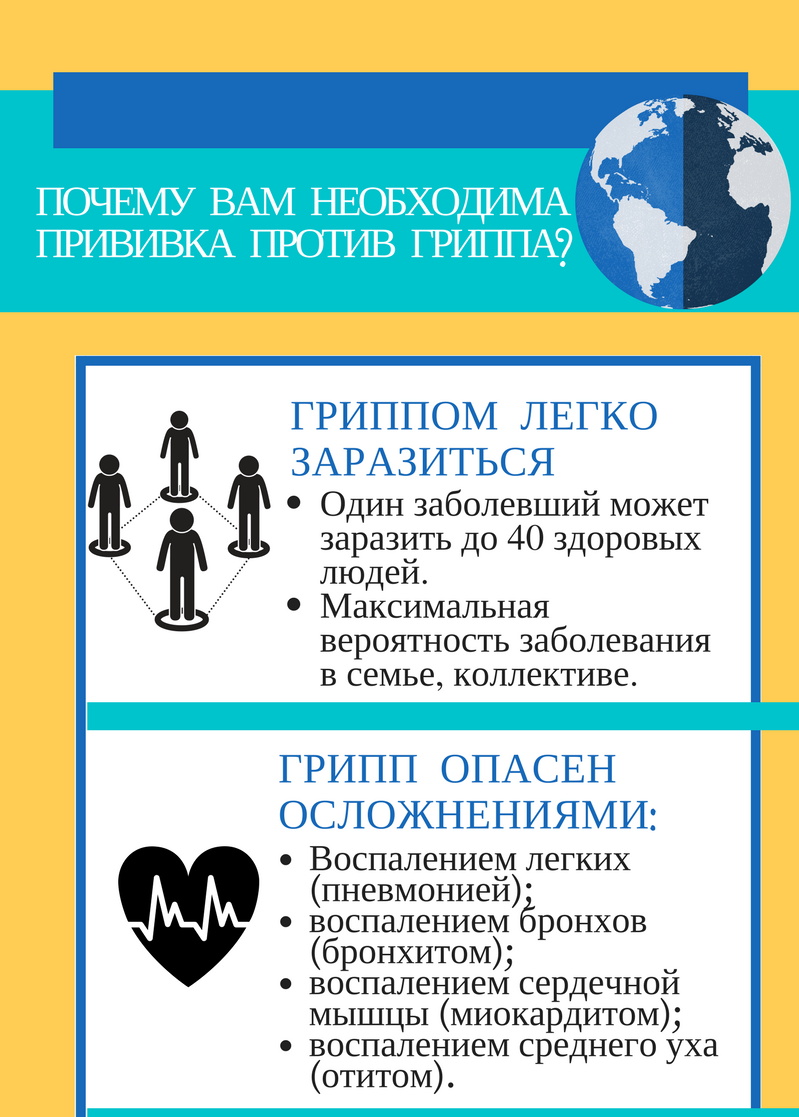 ПОЧЕМУ ВАМ НЕОБХОДИМА
ПРИВИВКА ПРОТИВ ГРИППА?
ГРИППОМ ЛЕГКО
ЗАРАЗИТЬСЯ
• Один заболевший может
заразить до 40 здоровых
людей.
• Максимальная
вероятность заболевания
в семье, коллективе.
ГРИПП ОПАСЕН
ОСЛОЖНЕНИЯМИ:
• Воспалением легких
(пневмонией);
• воспалением бронхов
(бронхитом);
• воспалением сердечной
мышцы (миокардитом);
• воспалением среднего уха
(отитом).